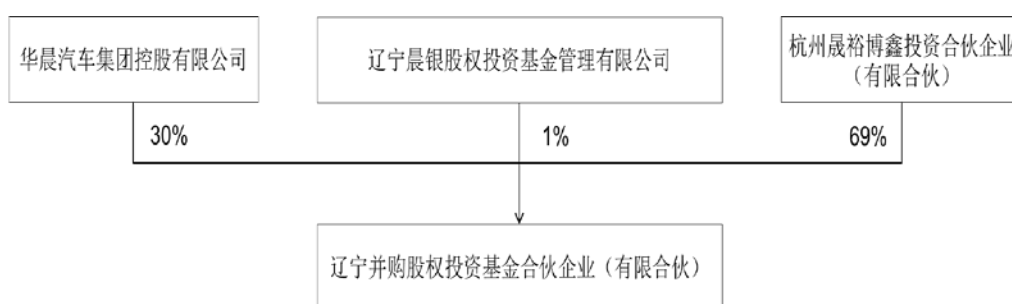 华晨汽车集团控股有限公司
辽宁晨银股权投资基金管理有限公司
杭州晟裕博鑫投资合伙企业
（有限合伙）
30%
1%
69%
辽宁并购股权投资基金合伙企业（有限合伙）